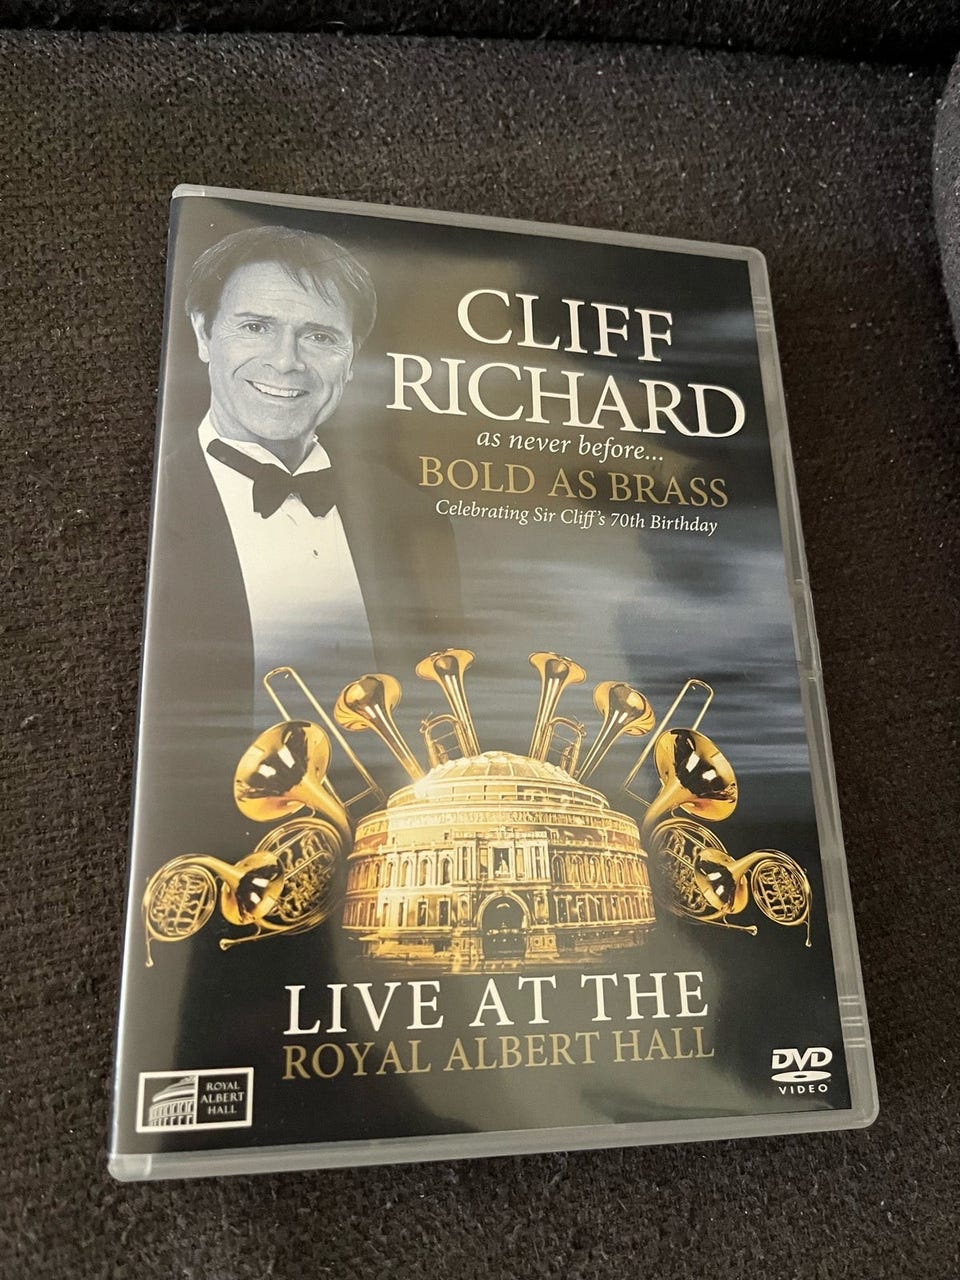 CLIFF
RICHARD
as never before...
BOLD AS BRASS
Celebrating Sir Cliff's 70th Birthday
LIVE AT THE
ROYAL ALBERT HALL
ROYAL
ALBERT
HALL
DVD
VIDEO